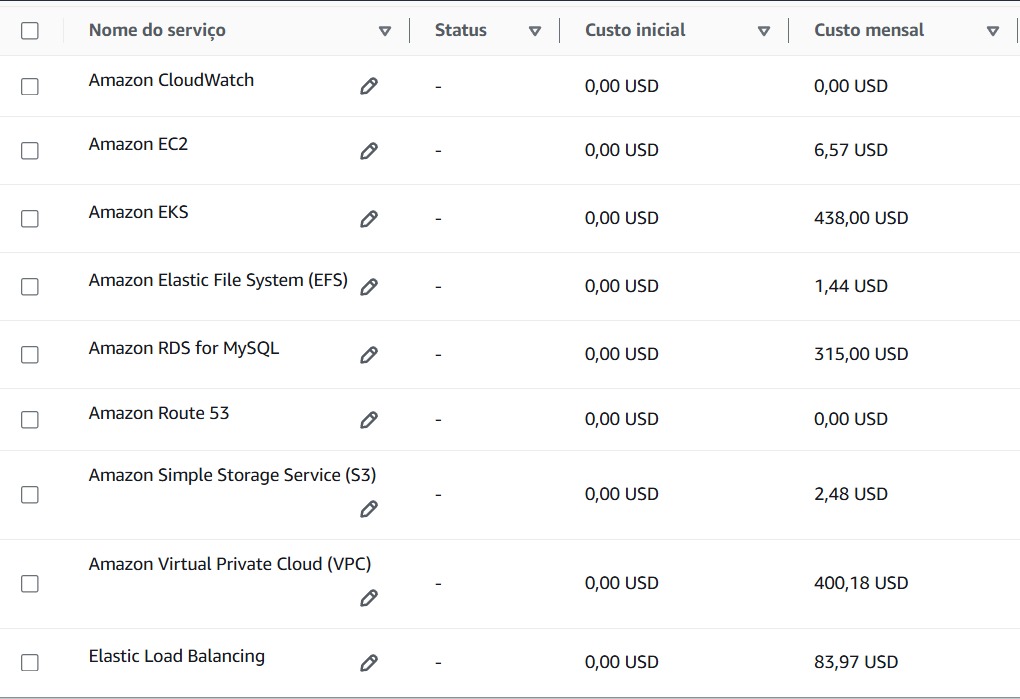 Nome do serviço Status Custo inicial Custo mensal
Amazon CloudWatch - 0,00 USD 0,00 USD
Amazon EC2 - 0,00 USD 6,57 USD
Amazon EKS - 0,00 USD 438,00 USD
Amazon Elastic File System (EFS) - 0,00 USD 1,44 USD
Amazon RDS for MySQL - 0,00 USD 315,00 USD
Amazon Route 53 - 0,00 USD 0,00 USD
Amazon Simple Storage Service (S3) - 0,00 USD 2,48 USD
Amazon Virtual Private Cloud (VPC) - 0,00 USD 400,18 USD
Elastic Load Balancing - 0,00 USD 83,97 USD